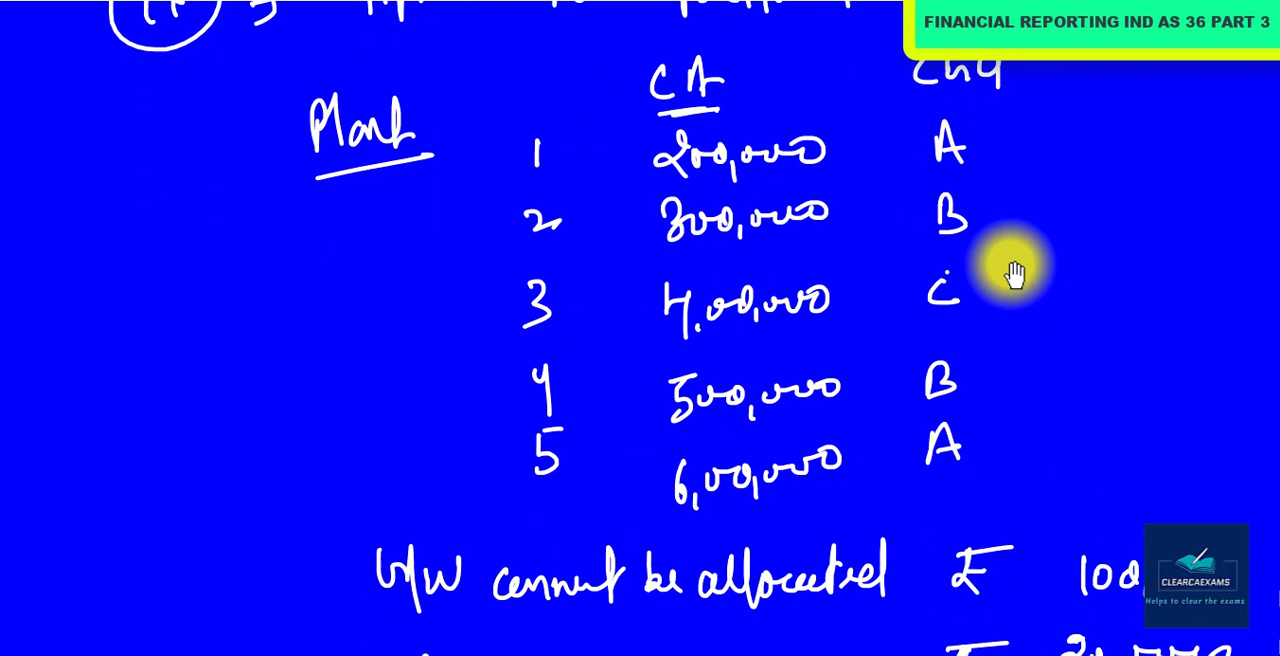 FINANCIAL REPORTING IND AS 36 PART 3
CA
Plant
1 200,000 A
2 300,000 B
3 4,00,000 C
4 500,000 B
5 6,00,000 A
G/W cannot be allocated ₹ 100,
CLEARCAEXAMS
Helps to clear the exams